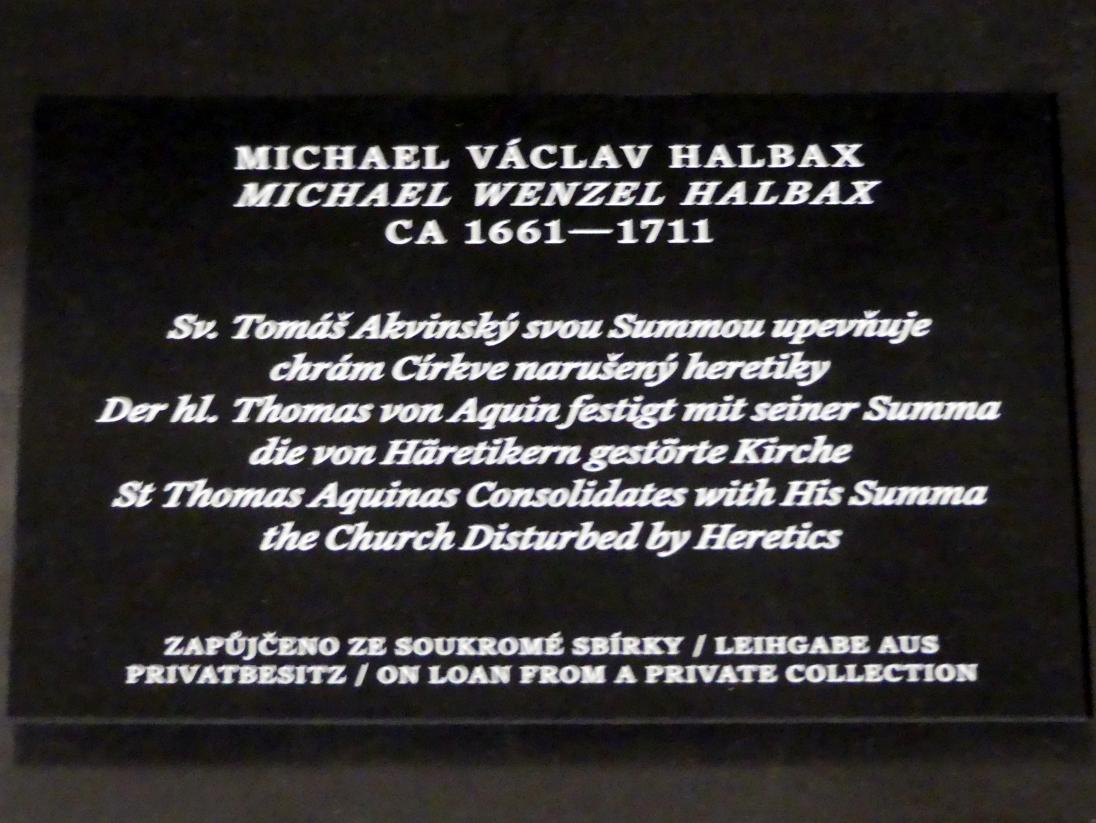 MICHAEL VÁCLAV HALBAX
MICHAEL WENZEL HALBAX
CA 1661—1711
Sv. Tomáš Akvinský svou Summou upevňuje
chrám Církve narušený heretiky
Der hl. Thomas von Aquin festigt mit seiner Summa
die von Häretikern gestörte Kirche
St Thomas Aquinas Consolidates with His Summa
the Church Disturbed by Heretics
ZAPŮJČENO ZE SOUKROMÉ SBÍRKY / LEIHGABE AUS
PRIVATBESITZ / ON LOAN FROM A PRIVATE COLLECTION